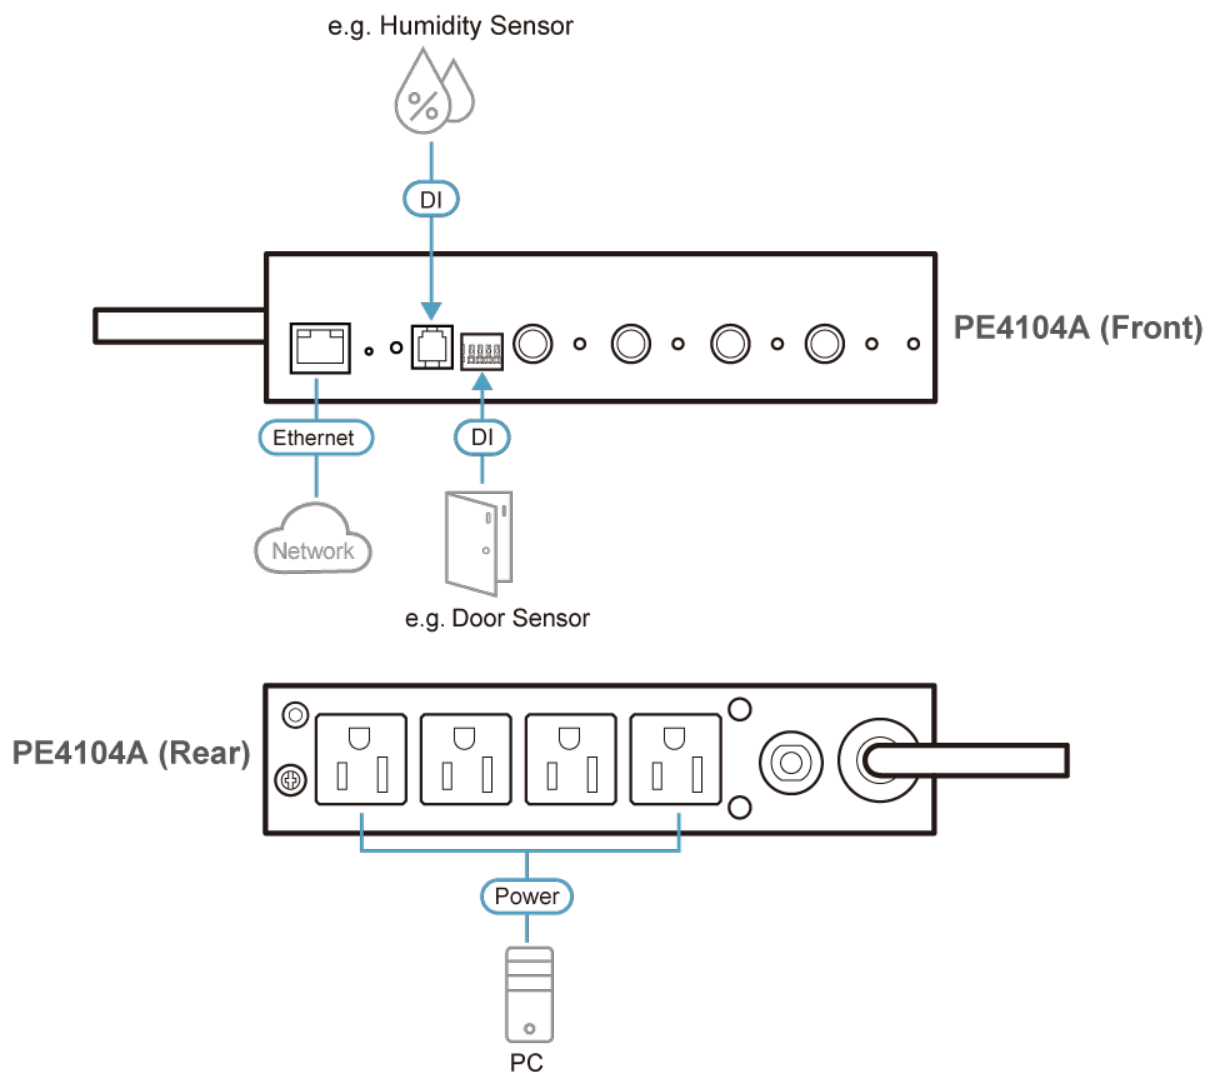 e.g. Humidity Sensor
DI
PE4104A (Front)
Ethernet
DI
Network
e.g. Door Sensor
PE4104A (Rear)
Power
PC